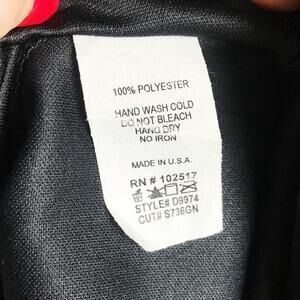 100% POLYESTER
HAND WASH COLD
DO NOT BLEACH
HANG DRY
NO IRON
MADE IN U.S.A.
RN # 102517
STYLE# D9974
CUT# S736GN